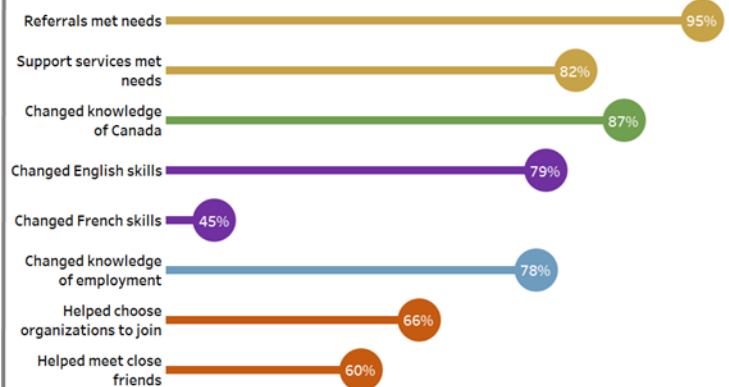 Referrals met needs
95%
Support services met
needs
82%
Changed knowledge
of Canada
87%
Changed English skills
79%
Changed French skills
45%
Changed knowledge
of employment
78%
Helped choose
organizations to join
66%
Helped meet close
friends
60%